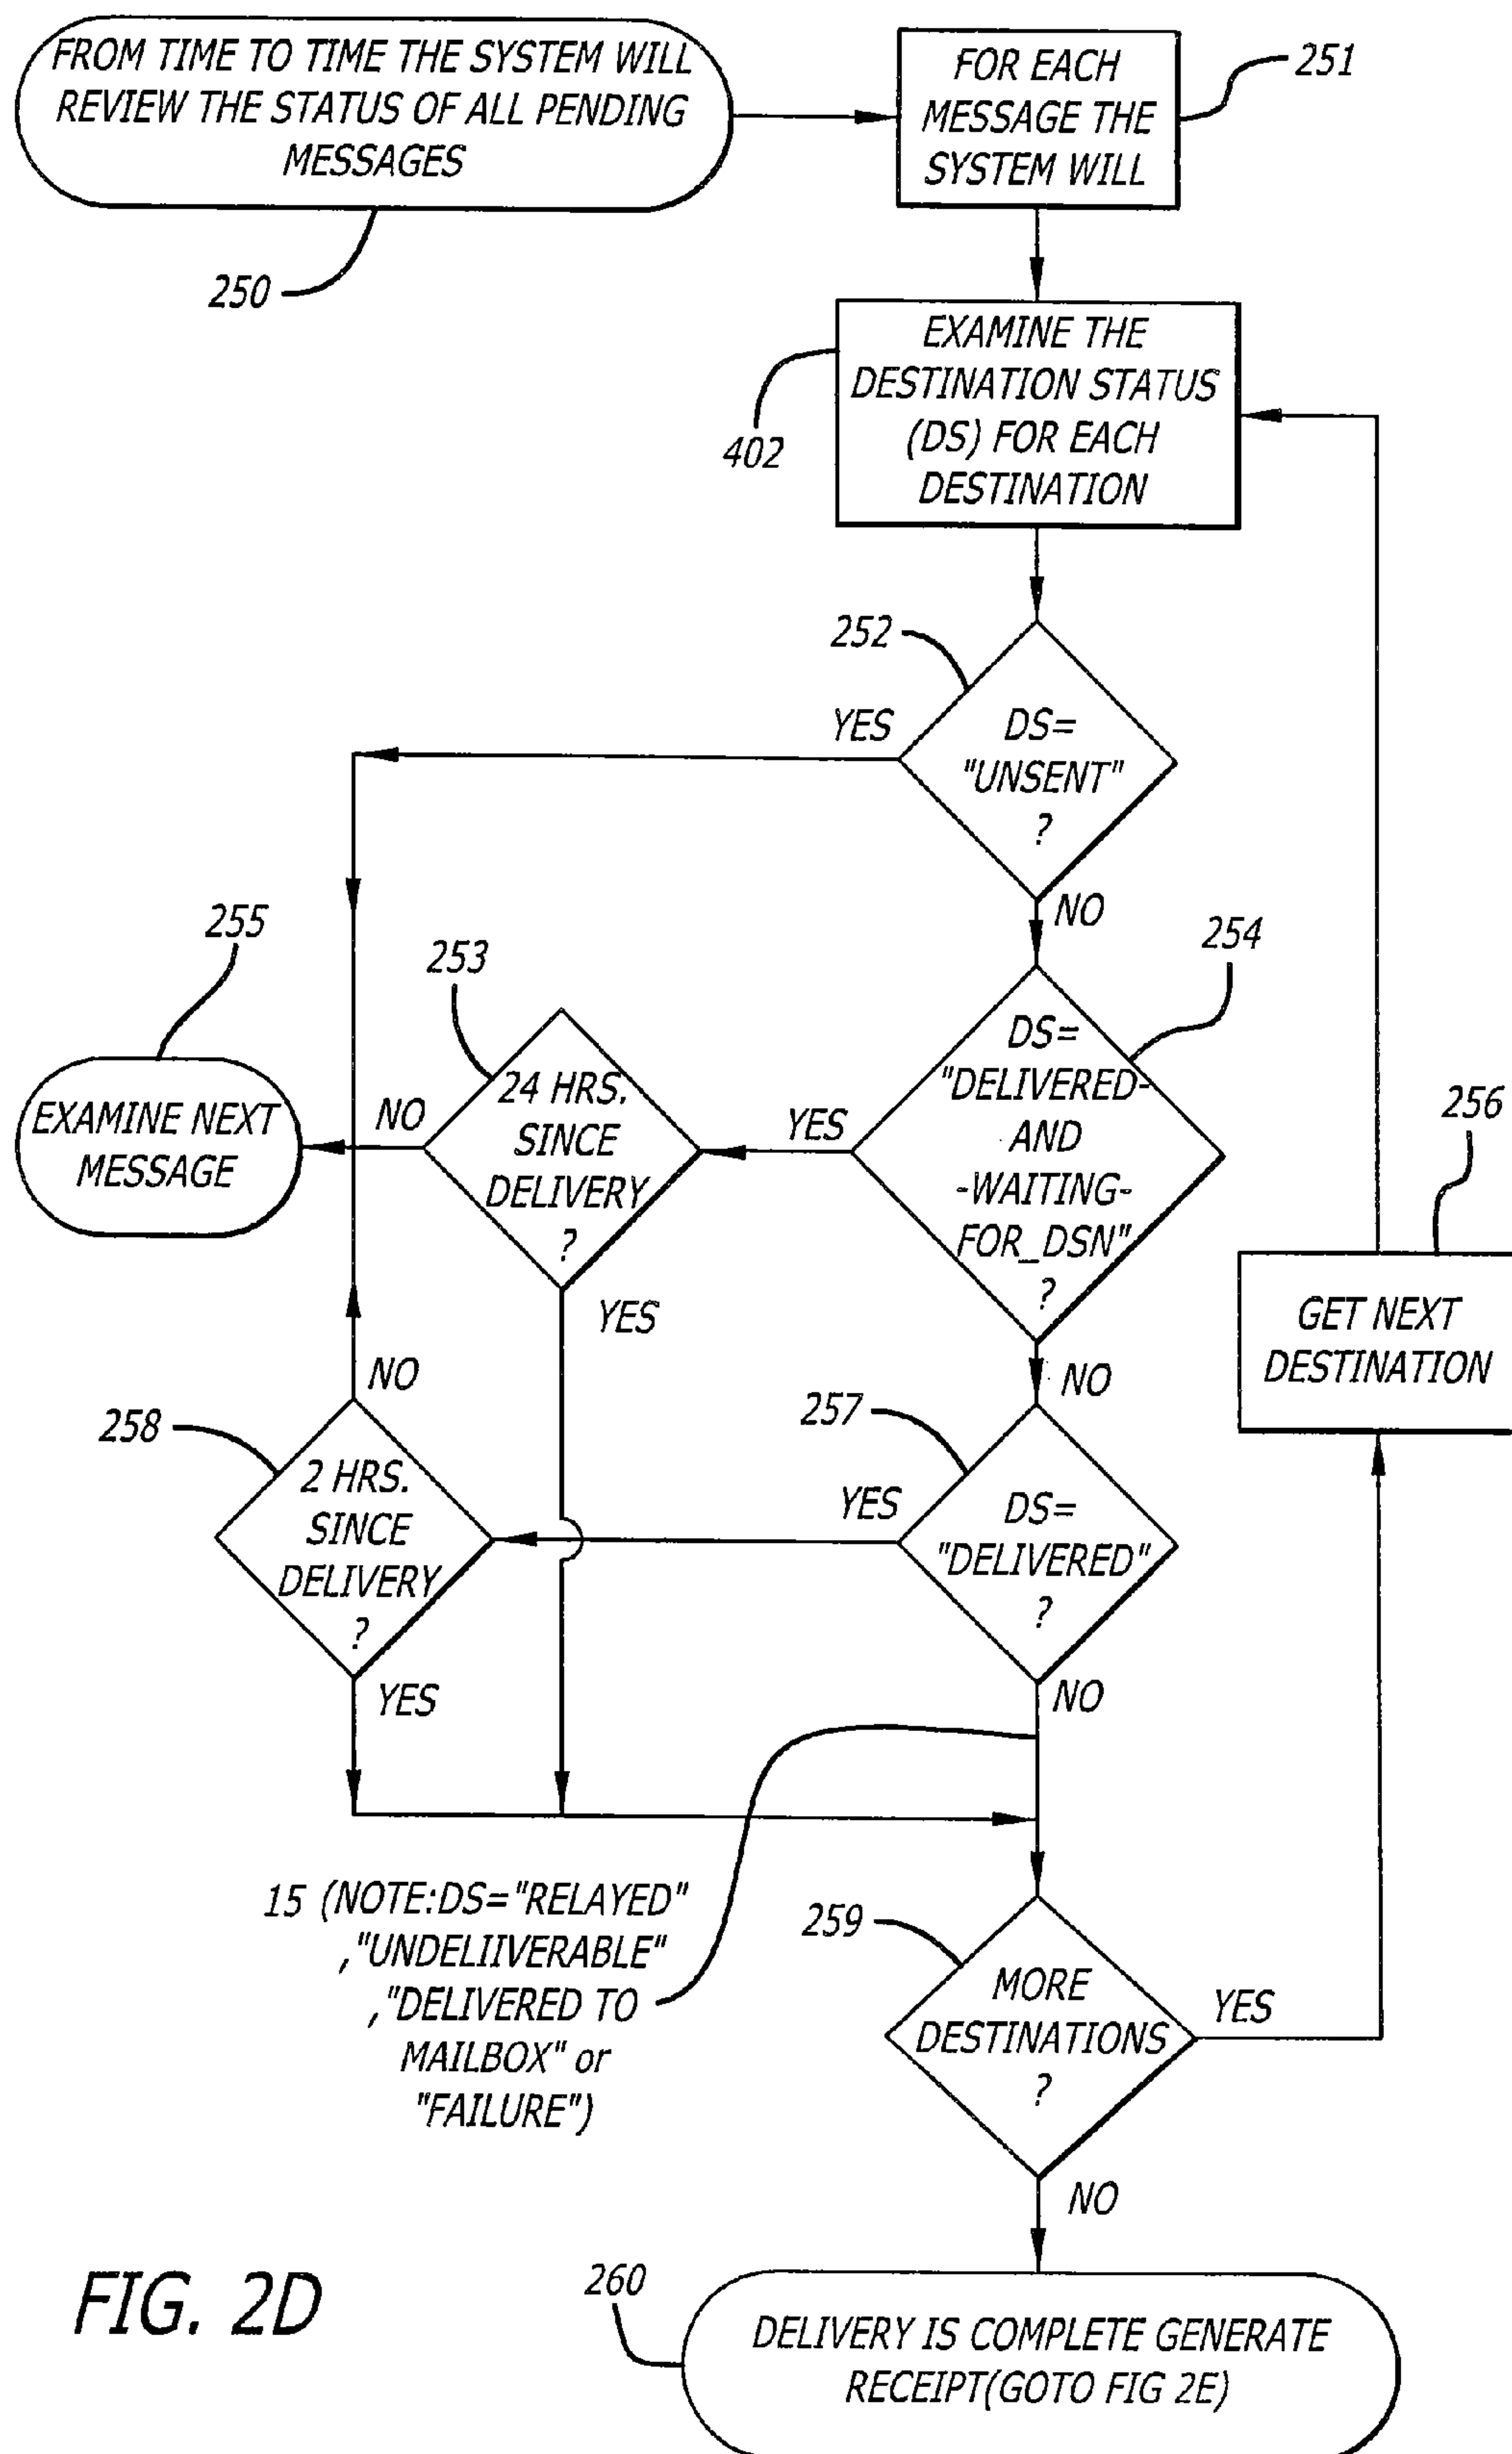 FROM TIME TO TIME THE SYSTEM WILL
REVIEW THE STATUS OF ALL PENDING
MESSAGES
250
FOR EACH
MESSAGE THE
SYSTEM WILL
251
EXAMINE THE
DESTINATION STATUS
(DS) FOR EACH
DESTINATION
402
252
DS=
"UNSENT"
?
YES
NO
254
DS=
"DELIVERED-
AND
-WAITING-
FOR_DSN"
?
YES
NO
253
24 HRS.
SINCE
DELIVERY
?
NO
YES
255
EXAMINE NEXT
MESSAGE
256
GET NEXT
DESTINATION
257
DS=
"DELIVERED"
?
YES
NO
258
2 HRS.
SINCE
DELIVERY
?
NO
YES
15 (NOTE:DS="RELAYED"
,"UNDELIIVERABLE"
,"DELIVERED TO
MAILBOX" or
"FAILURE")
259
MORE
DESTINATIONS
?
YES
NO
260
DELIVERY IS COMPLETE GENERATE
RECEIPT(GOTO FIG 2E)
FIG. 2D